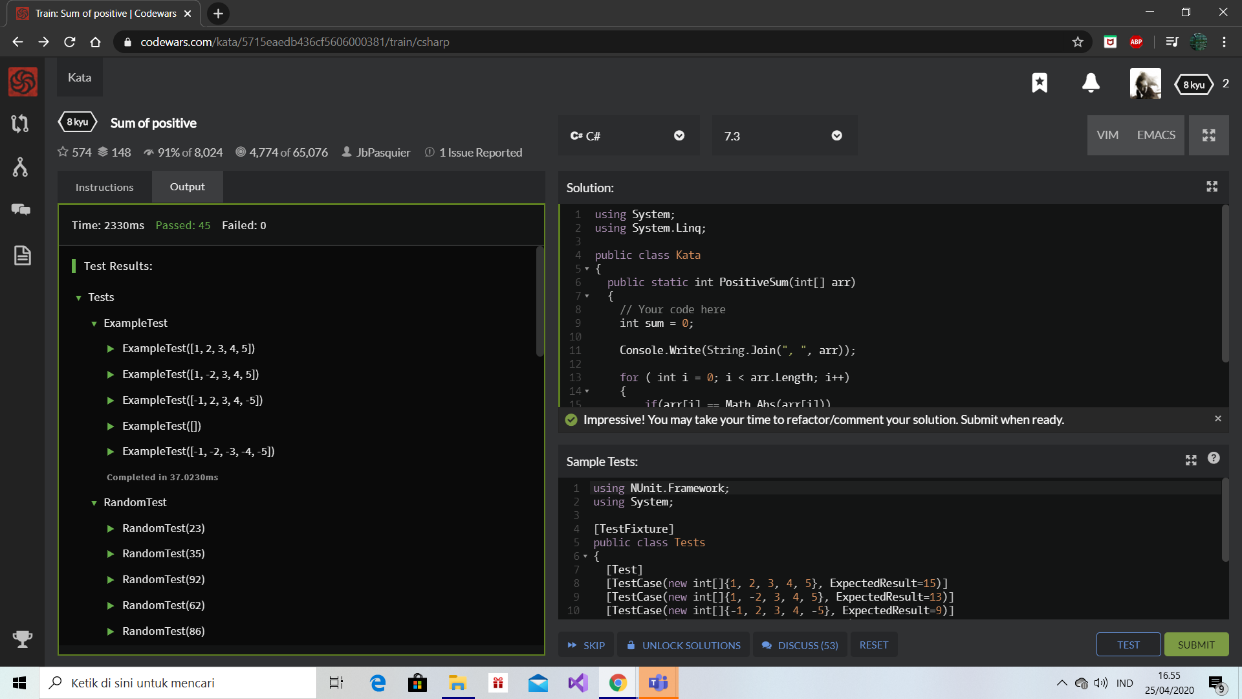 Train: Sum of positive | Codewars
codewars.com/kata/5715eaedb436cf5606000381/train/csharp
ABP
Kata
8 kyu
2
8 kyu
Sum of positive
574 148 91% of 8,024 4,774 of 65,076 JbPasquier 1 Issue Reported
C# C#
7.3
VIM EMACS
Instructions Output
Time: 2330ms Passed: 45 Failed: 0
Test Results:
Tests
ExampleTest
ExampleTest([1, 2, 3, 4, 5])
ExampleTest([1, -2, 3, 4, 5])
ExampleTest([-1, 2, 3, 4, -5])
ExampleTest([])
ExampleTest([-1, -2, -3, -4, -5])
Completed in 37.0230ms
RandomTest
RandomTest(23)
RandomTest(35)
RandomTest(92)
RandomTest(62)
RandomTest(86)
Solution:
1 using System;
2 using System.Linq;
3
4 public class Kata
5 {
6 public static int PositiveSum(int[] arr)
7 {
8 // Your code here
9 int sum = 0;
10
11 Console.Write(String.Join(", ", arr));
12
13 for ( int i = 0; i < arr.Length; i++)
14 {
15 if(arr[i] == Math.Abs(arr[i]))
Impressive! You may take your time to refactor/comment your solution. Submit when ready.
Sample Tests:
1 using NUnit.Framework;
2 using System;
3
4 [TestFixture]
5 public class Tests
6 {
7 [Test]
8 [TestCase(new int[]{1, 2, 3, 4, 5}, ExpectedResult=15)]
9 [TestCase(new int[]{1, -2, 3, 4, 5}, ExpectedResult=13)]
10 [TestCase(new int[]{-1, 2, 3, 4, -5}, ExpectedResult=9)]
SKIP UNLOCK SOLUTIONS DISCUSS (53) RESET TEST SUBMIT
Ketik di sini untuk mencari
IND
16.55
25/04/2020
9